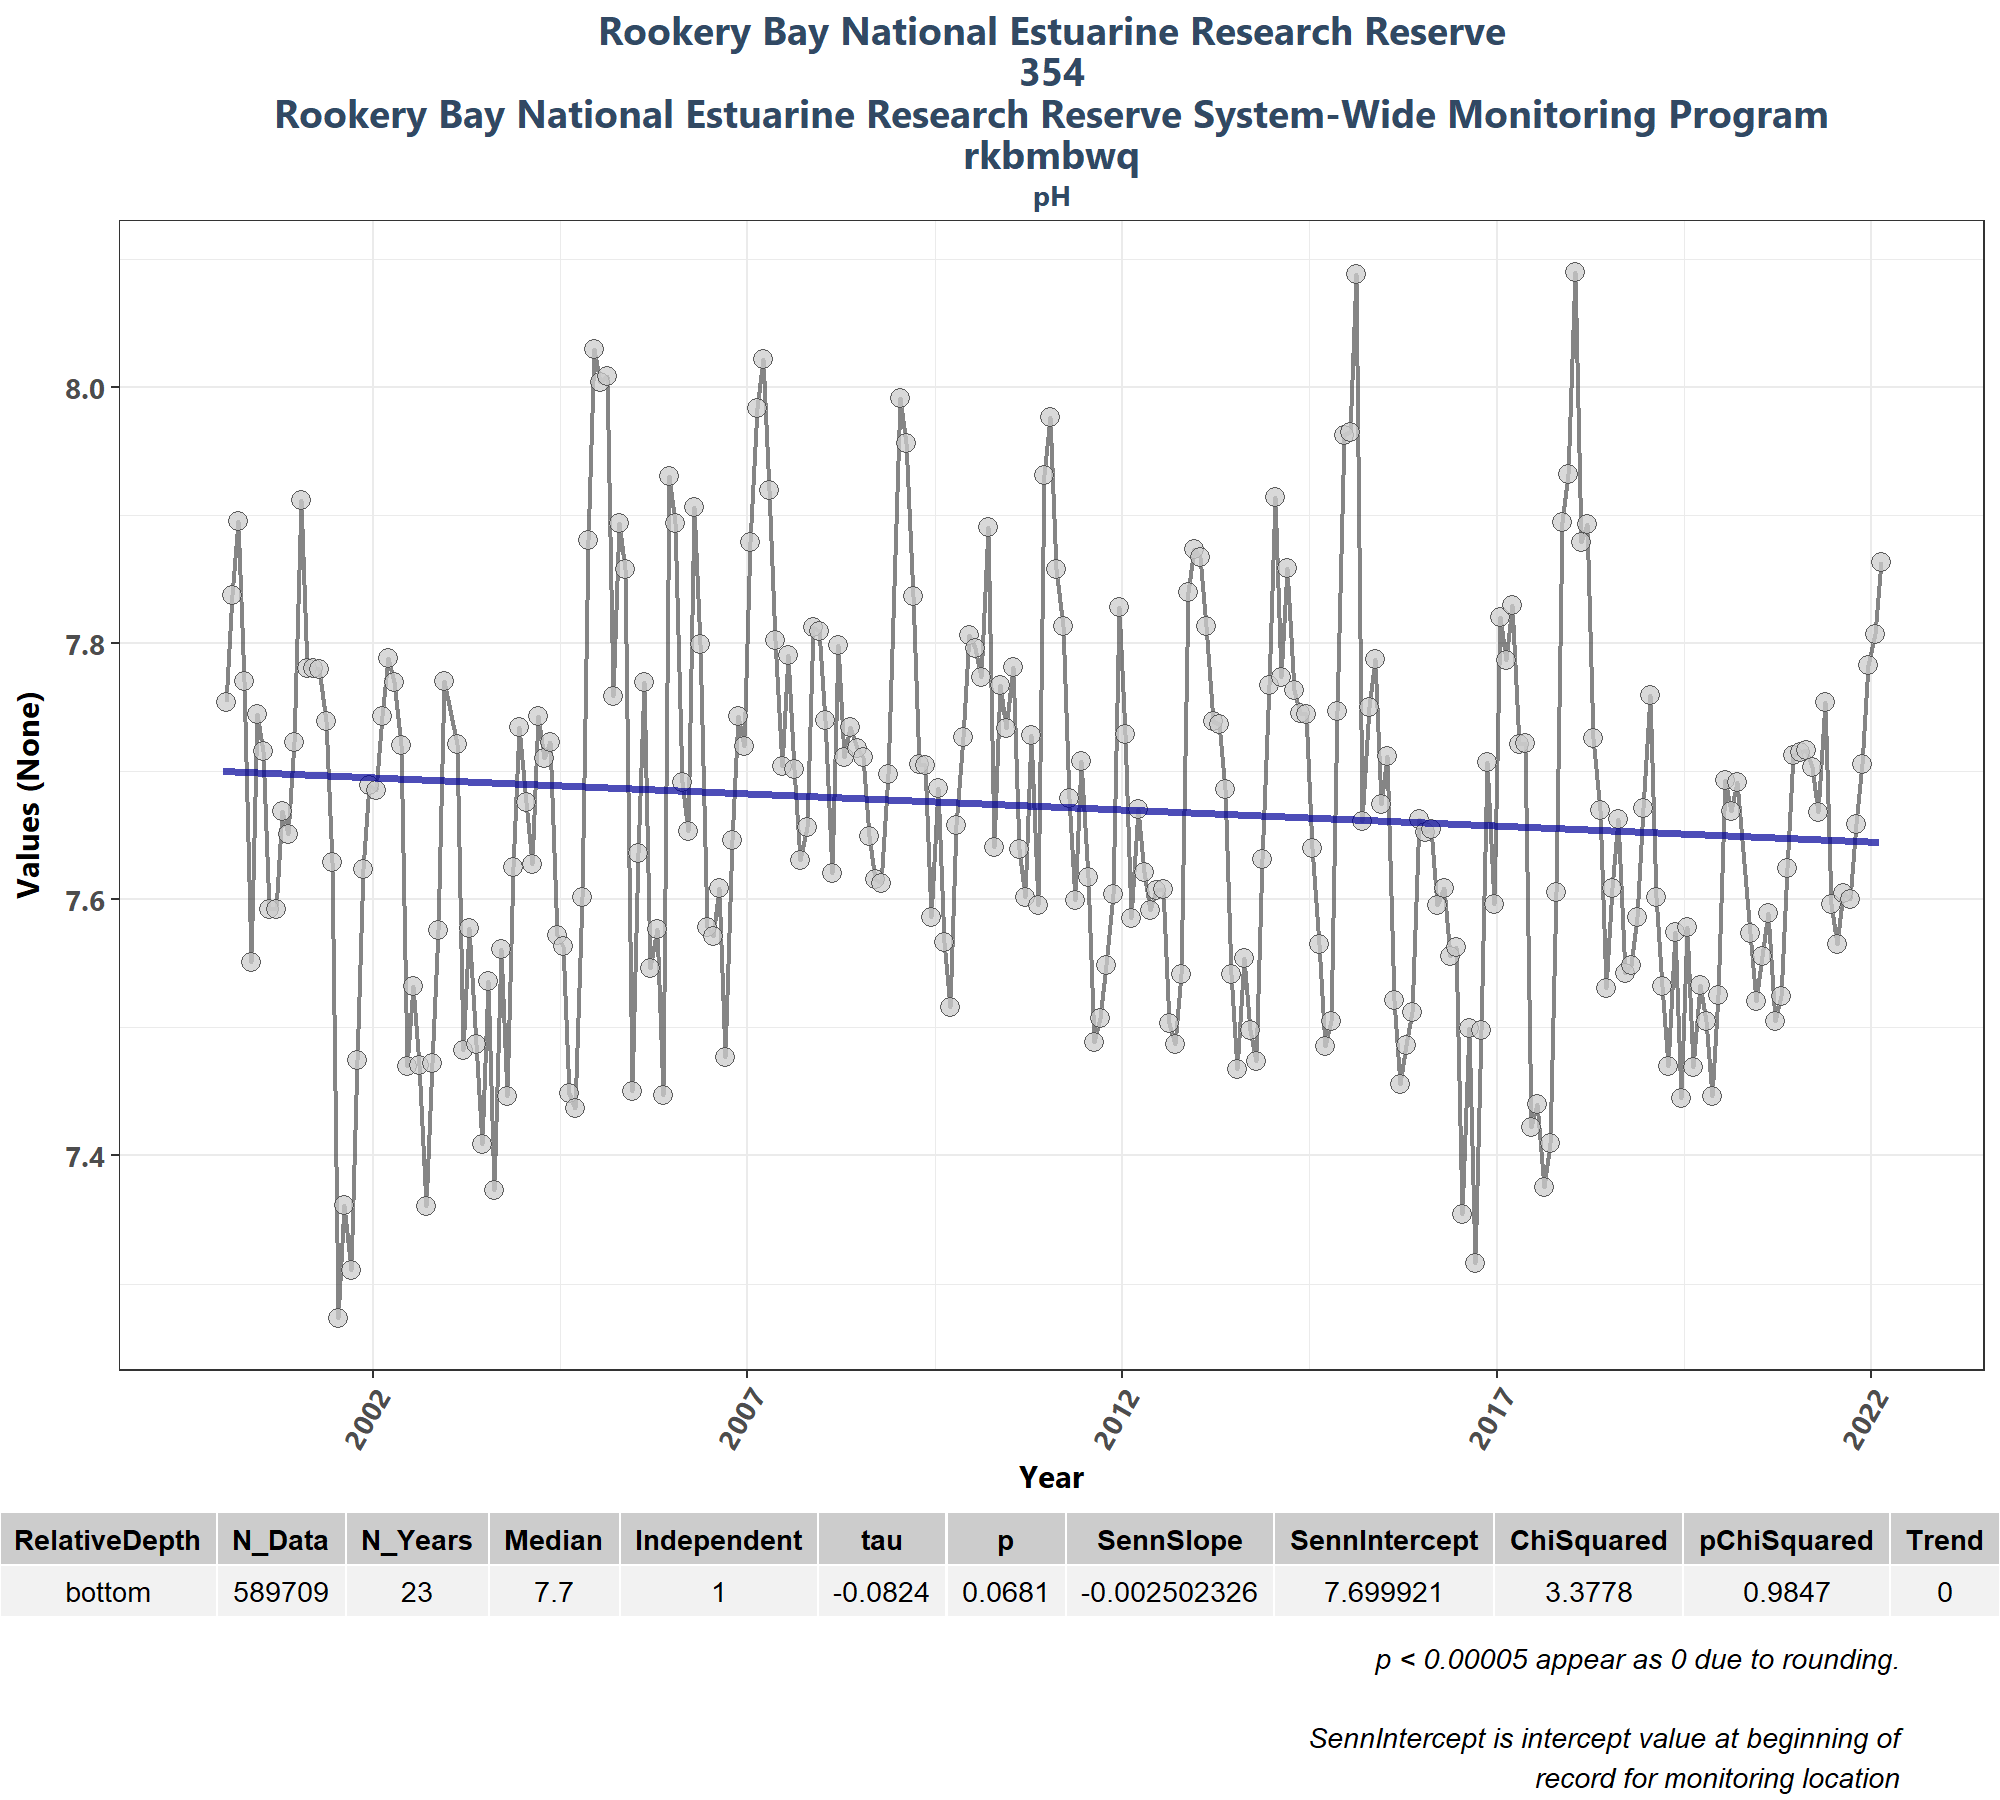 Rookery Bay National Estuarine Research Reserve
354
Rookery Bay National Estuarine Research Reserve System-Wide Monitoring Program
rkbmbwq
pH
Values (None)
8.0
7.8
7.6
7.4
2002 2007 2012 2017 2022
Year
RelativeDepth N_Data N_Years Median Independent tau p SennSlope SennIntercept ChiSquared pChiSquared Trend
bottom 589709 23 7.7 1 -0.0824 0.0681 -0.002502326 7.699921 3.3778 0.9847 0
p < 0.00005 appear as 0 due to rounding.
SennIntercept is intercept value at beginning of
record for monitoring location